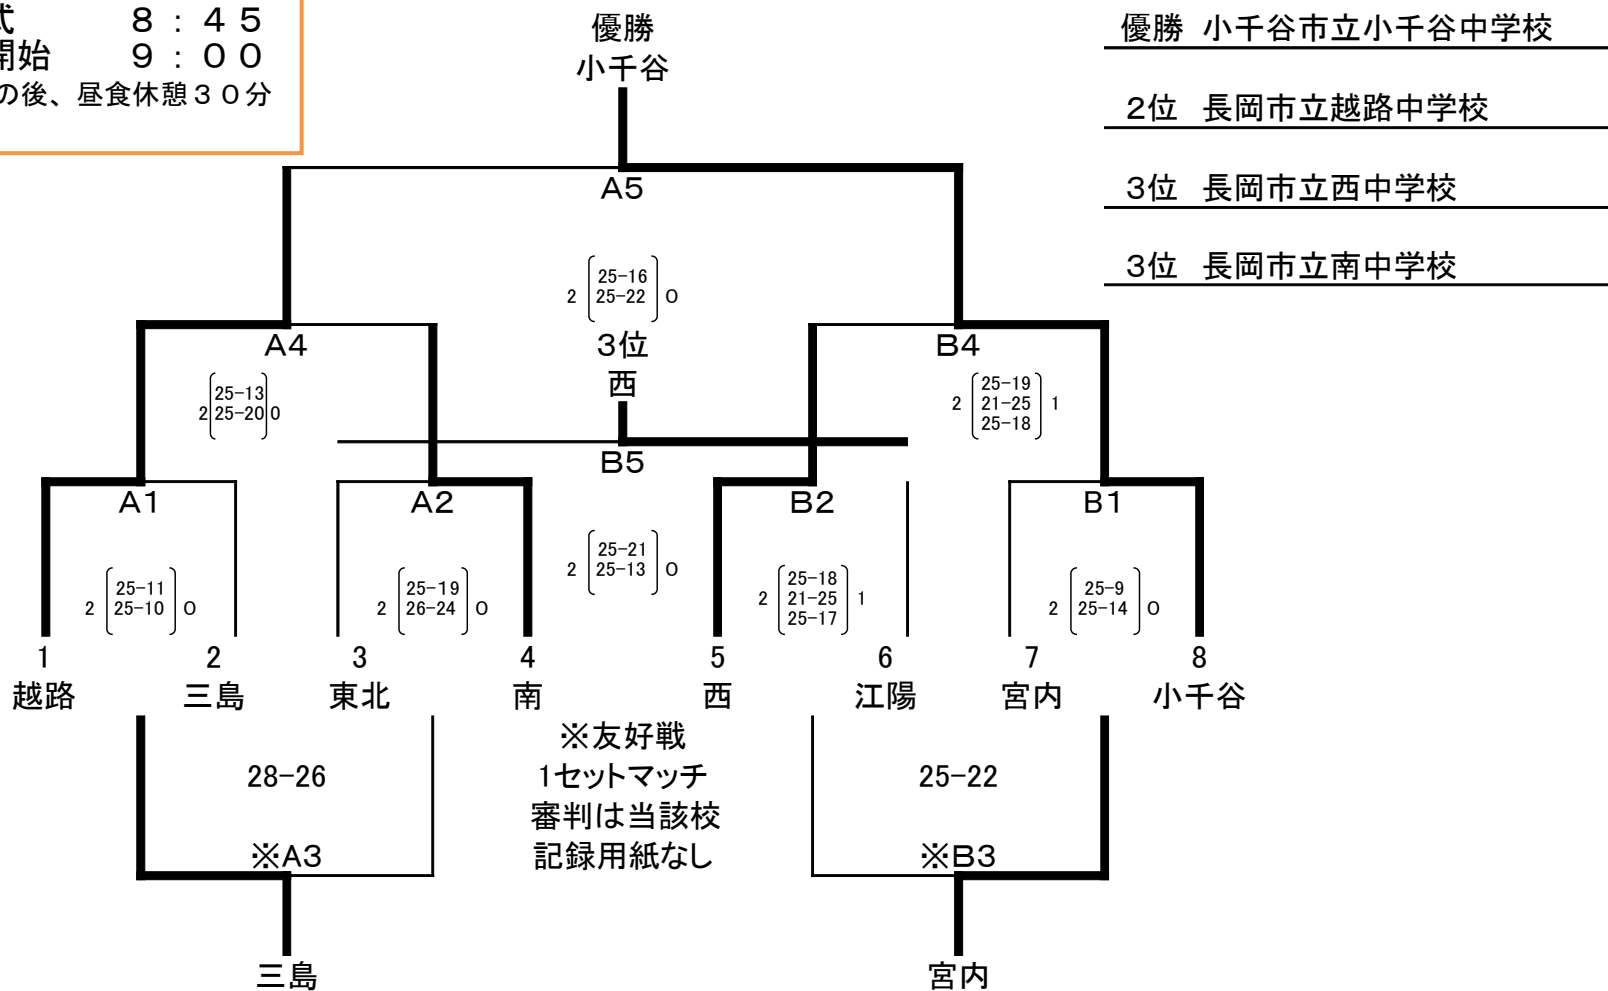 式 ８：４５
開始 ９：００
の後、昼食休憩３０分
優勝
小千谷
優勝 小千谷市立小千谷中学校
２位 長岡市立越路中学校
３位 長岡市立西中学校
３位 長岡市立南中学校
A5
25-16
2 25-22 0
3位
西
A4
B4
25-13
2 25-20 0
25-19
2 21-25 1
25-18
B5
A1
A2
B2
B1
25-21
2 25-13 0
25-11
2 25-10 0
25-19
2 26-24 0
25-18
2 21-25 1
25-17
25-9
2 25-14 0
1 2 3 4 5 6 7 8
越路 三島 東北 南 西 江陽 宮内 小千谷
※友好戦
1セットマッチ
審判は当該校
記録用紙なし
28-26
25-22
※A3
※B3
三島
宮内